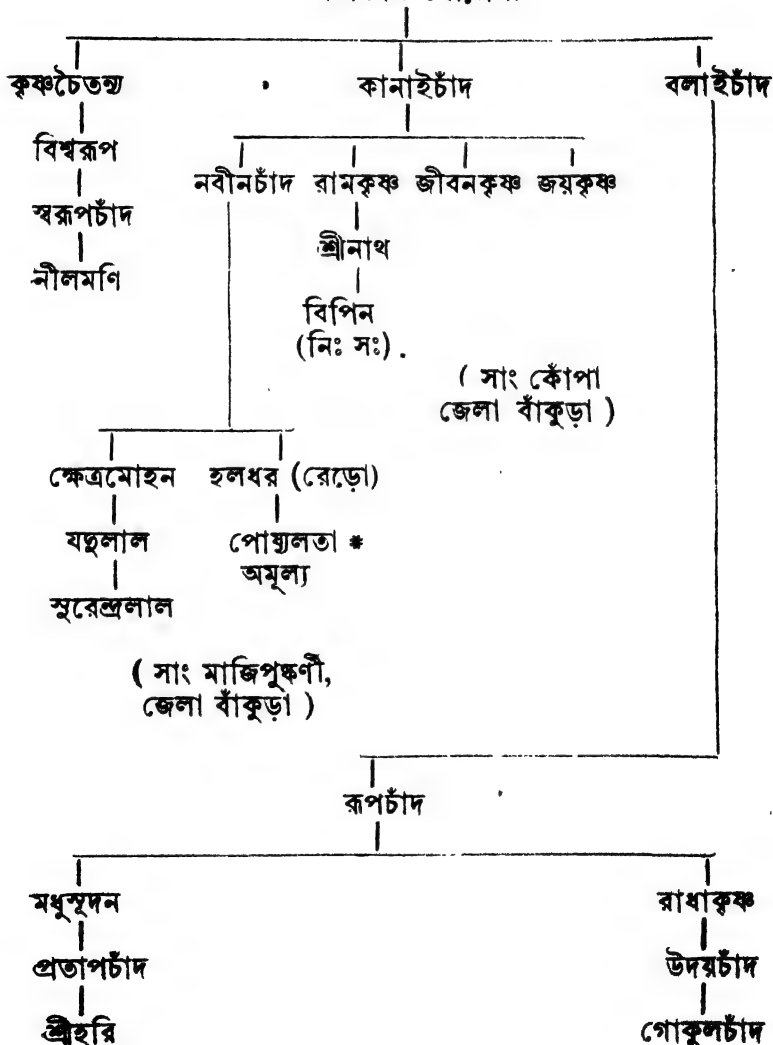 কৃষ্ণচৈতন্য কানাইচাঁদ বলাইচাঁদ
বিশ্বরূপ
নবীনচাঁদ রামকৃষ্ণ জীবনকৃষ্ণ জয়কৃষ্ণ
স্বরূপচাঁদ
শ্রীনাথ
নীলমণি
বিপিন
(নিঃ সঃ).
( সাং কোঁপা
জেলা বাঁকুড়া )
ক্ষেত্রমোহন হলধর (রেড়ো)
যদুলাল পোষ্যলতা *
অমূল্য
সুরেন্দ্রলাল
( সাং মাজিপুষ্কর্ণী,
জেলা বাঁকুড়া )
রূপচাঁদ
মধুসূদন রাধাকৃষ্ণ
প্রতাপচাঁদ উদয়চাঁদ
শ্রীহরি গোকুলচাঁদ